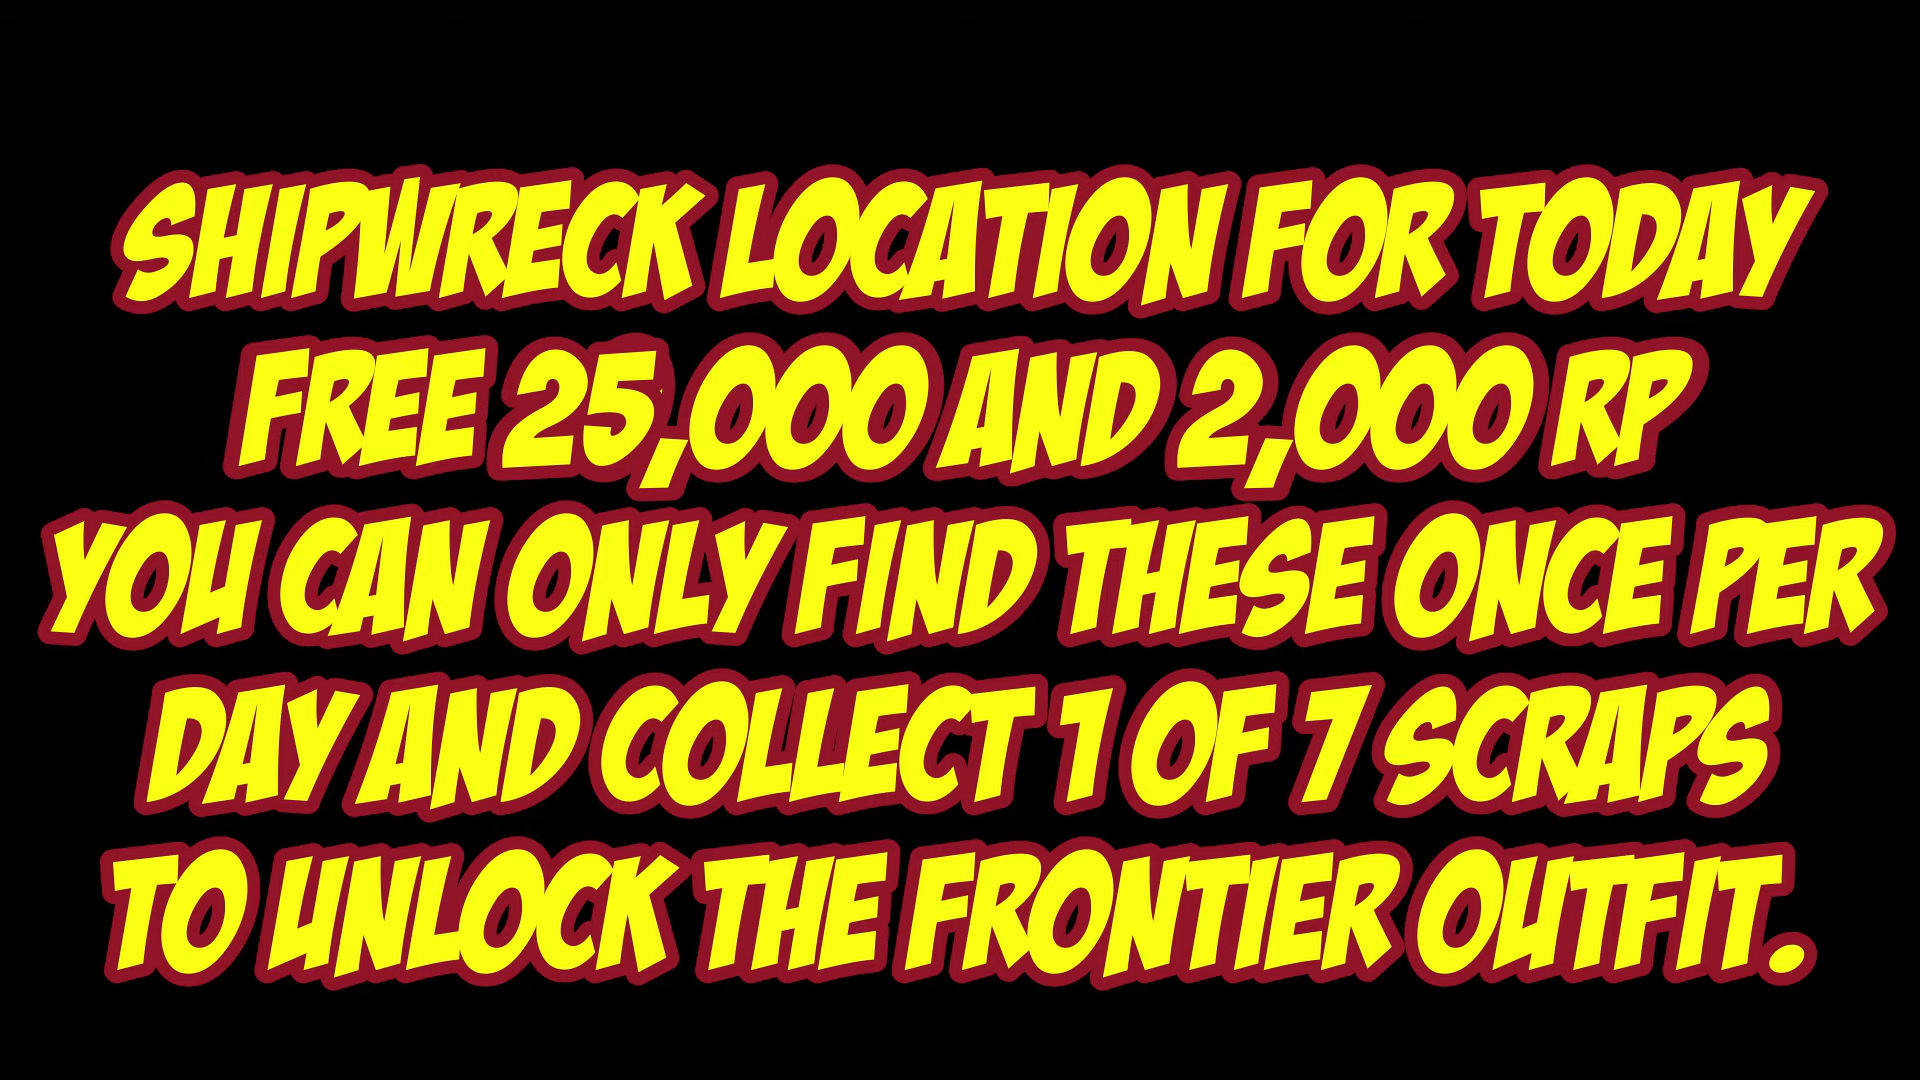 SHIPWRECK LOCATION FOR TODAY
FREE 25,000 AND 2,000 RP
YOU CAN ONLY FIND THESE ONCE PER
DAY AND COLLECT 1 OF 7 SCRAPS
TO UNLOCK THE FRONTIER OUTFIT.